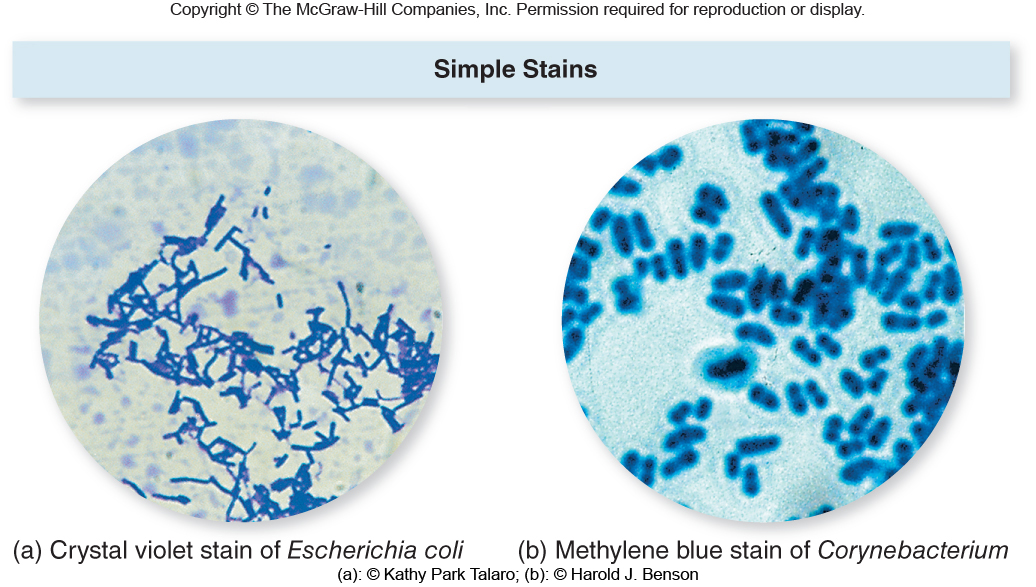 Copyright © The McGraw-Hill Companies, Inc. Permission required for reproduction or display.
Simple Stains
(a) Crystal violet stain of Escherichia coli
(b) Methylene blue stain of Corynebacterium
(a): © Kathy Park Talaro; (b): © Harold J. Benson